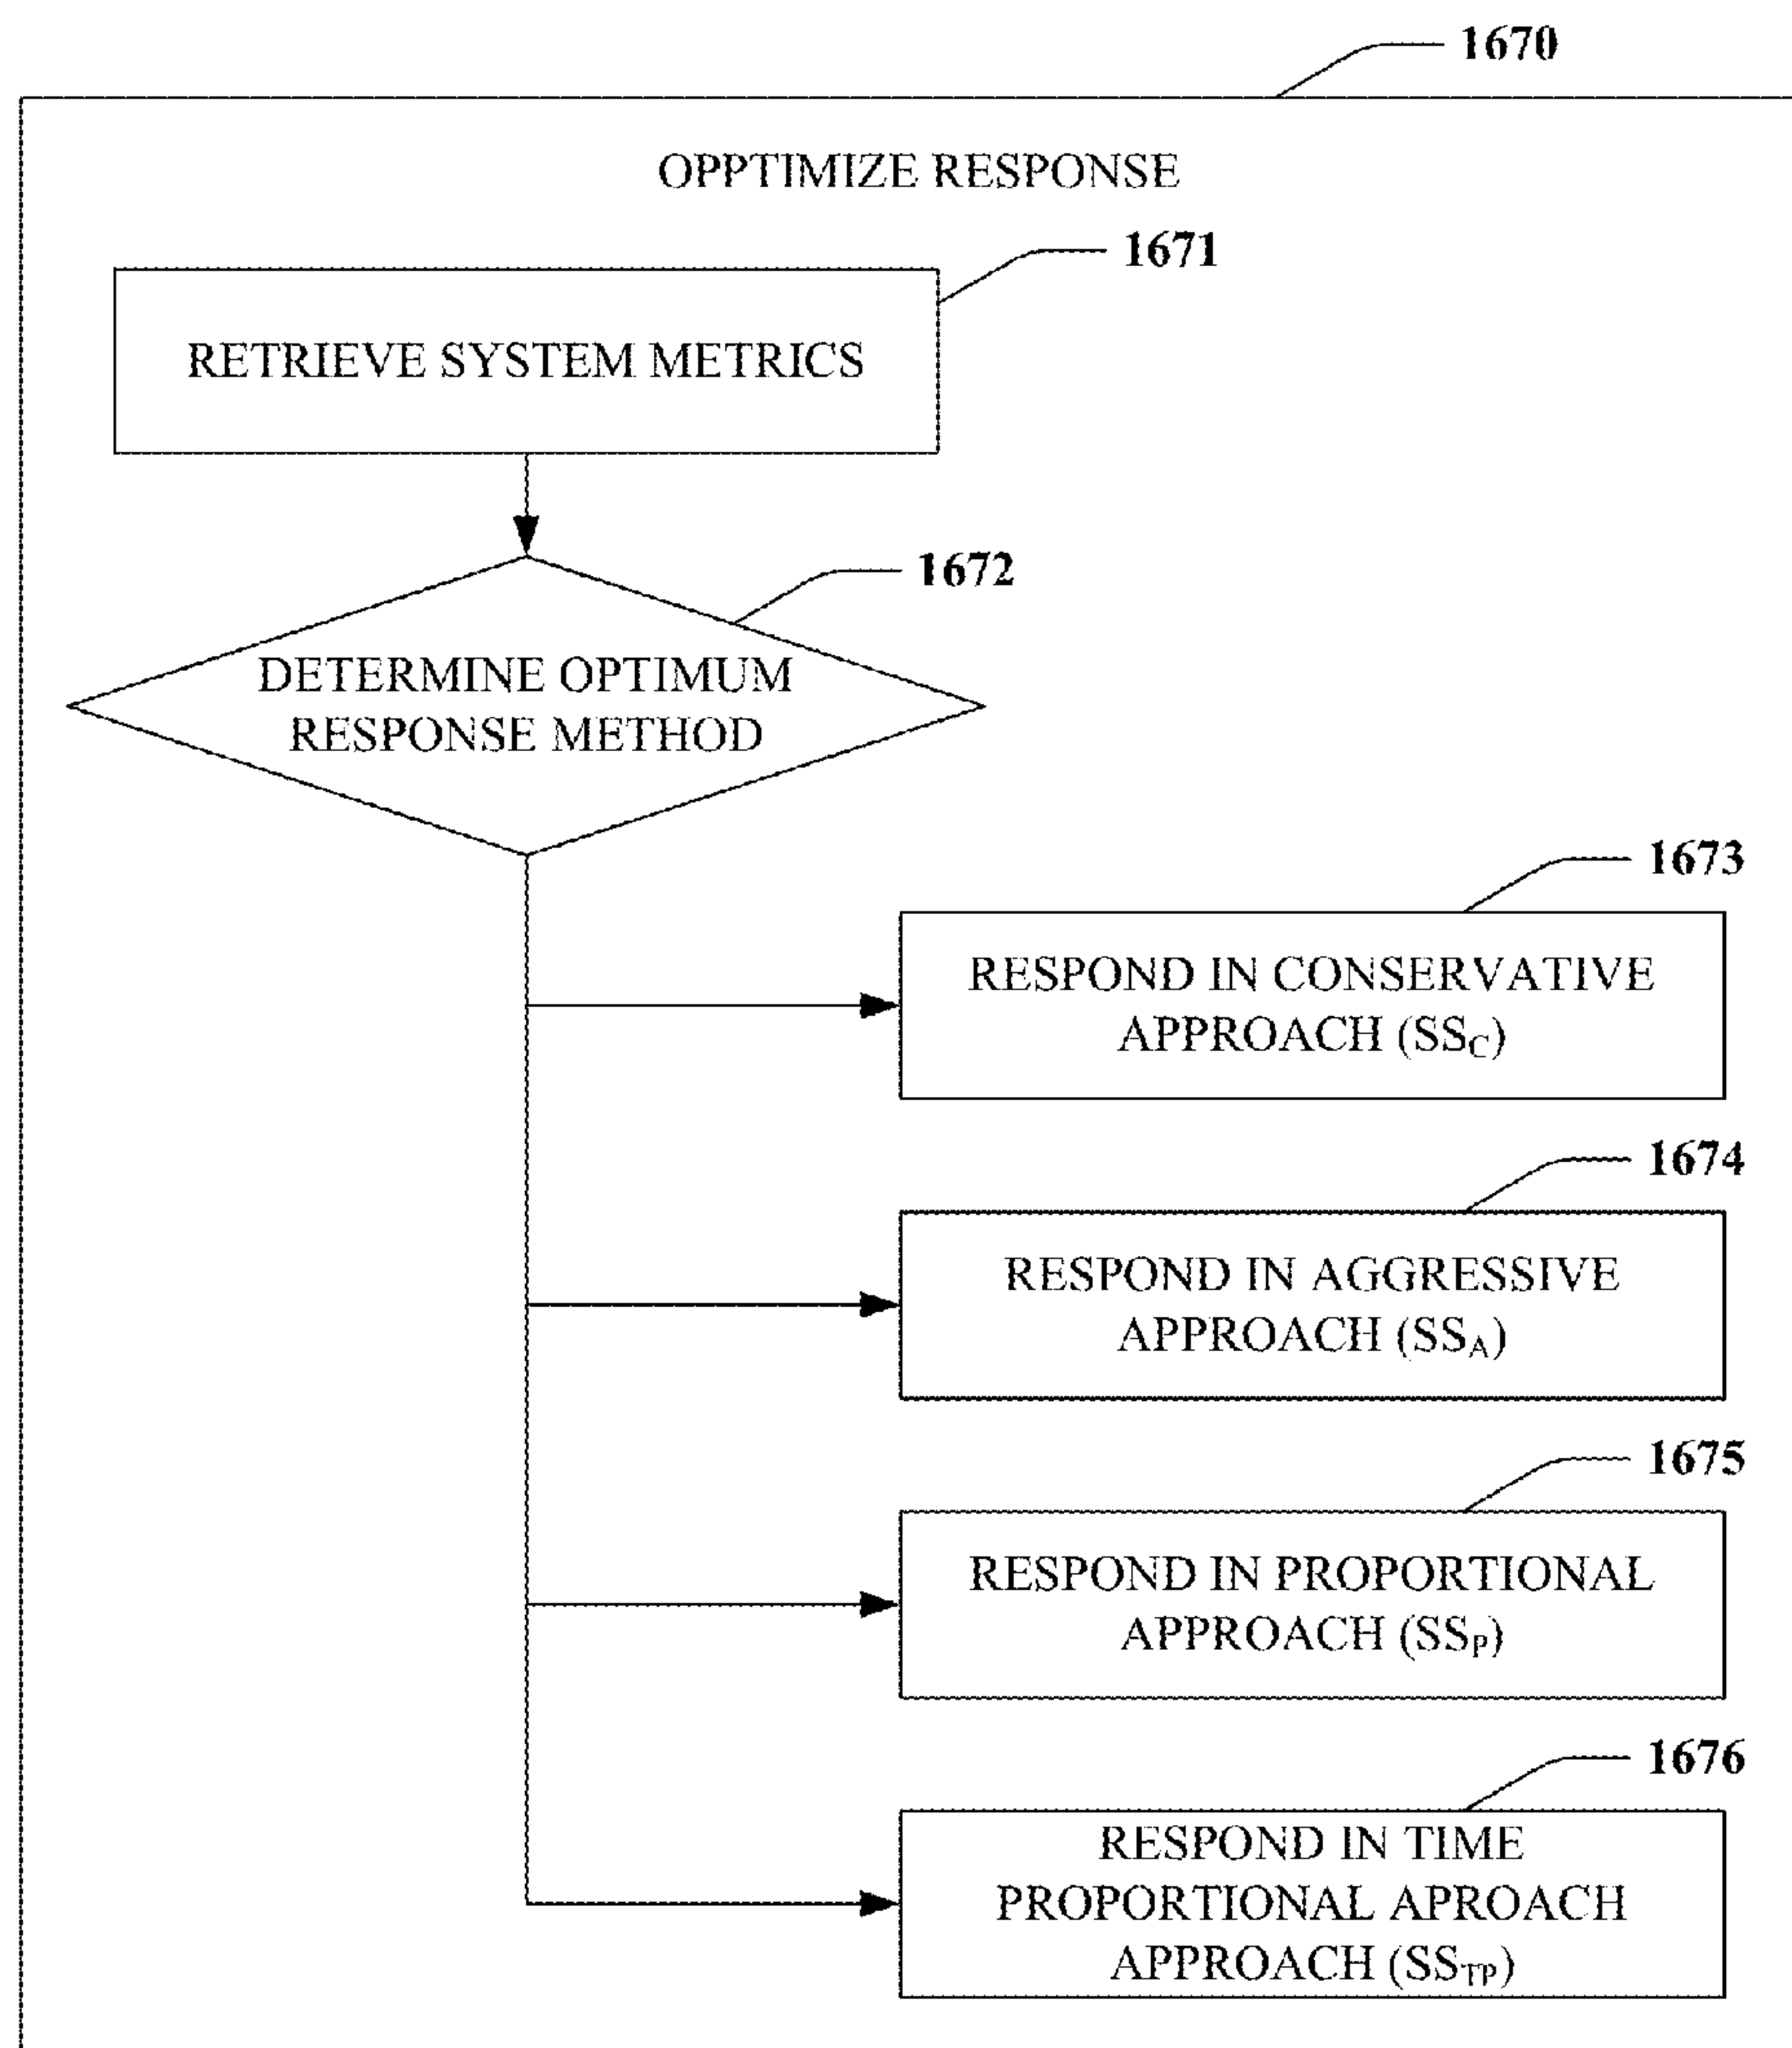 1670
OPPTIMIZE RESPONSE
1671
RETRIEVE SYSTEM METRICS
1672
DETERMINE OPTIMUM
RESPONSE METHOD
1673
RESPOND IN CONSERVATIVE
APPROACH (SSC)
1674
RESPOND IN AGGRESSIVE
APPROACH (SSA)
1675
RESPOND IN PROPORTIONAL
APPROACH (SSP)
1676
RESPOND IN TIME
PROPORTIONAL APROACH
APPROACH (SSTP)